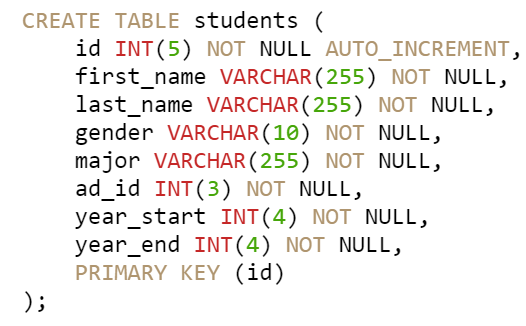 CREATE TABLE students (
id INT(5) NOT NULL AUTO_INCREMENT,
first_name VARCHAR(255) NOT NULL,
last_name VARCHAR(255) NOT NULL,
gender VARCHAR(10) NOT NULL,
major VARCHAR(255) NOT NULL,
ad_id INT(3) NOT NULL,
year_start INT(4) NOT NULL,
year_end INT(4) NOT NULL,
PRIMARY KEY (id)
);